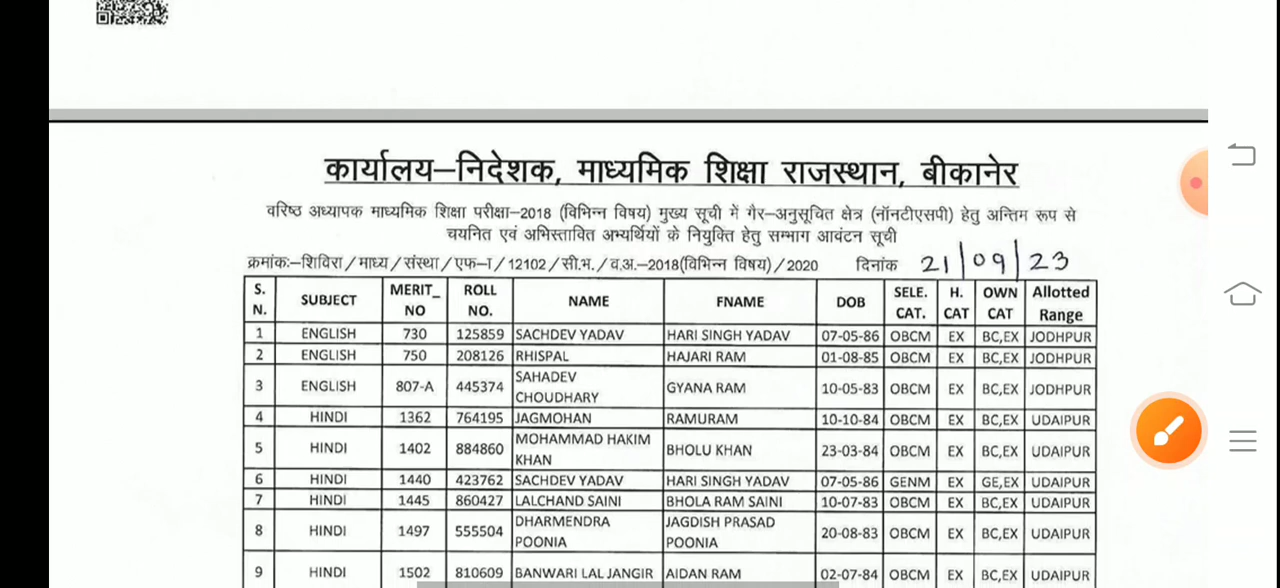 कार्यालय–निदेशक, माध्यमिक शिक्षा राजस्थान, बीकानेर
वरिष्ठ अध्यापक माध्यमिक शिक्षा परीक्षा–2018 (विभिन्न विषय) मुख्य सूची में गैर–अनुसूचित क्षेत्र (नॉनटीएसपी) हेतु अन्तिम रूप से
चयनित एवं अभिस्तावित अभ्यर्थियों के नियुक्ति हेतु सम्भाग आवंटन सूची
क्रमांकः–शिविरा/माध्य/संस्था/एफ–I/12102/सी.भ./व.अ.–2018(विभिन्न विषय)/2020 दिनांक 21/09/23
S. N. SUBJECT MERIT_ NO ROLL NO. NAME FNAME DOB SELE. CAT. H. CAT OWN CAT Allotted Range
1 ENGLISH 730 125859 SACHDEV YADAV HARI SINGH YADAV 07-05-86 OBCM EX BC,EX JODHPUR
2 ENGLISH 750 208126 RHISPAL HAJARI RAM 01-08-85 OBCM EX BC,EX JODHPUR
3 ENGLISH 807-A 445374 SAHADEV CHOUDHARY GYANA RAM 10-05-83 OBCM EX BC,EX JODHPUR
4 HINDI 1362 764195 JAGMOHAN RAMURAM 10-10-84 OBCM EX BC,EX UDAIPUR
5 HINDI 1402 884860 MOHAMMAD HAKIM KHAN BHOLU KHAN 23-03-84 OBCM EX BC,EX UDAIPUR
6 HINDI 1440 423762 SACHDEV YADAV HARI SINGH YADAV 07-05-86 GENM EX GE,EX UDAIPUR
7 HINDI 1445 860427 LALCHAND SAINI BHOLA RAM SAINI 10-07-83 OBCM EX BC,EX UDAIPUR
8 HINDI 1497 555504 DHARMENDRA POONIA JAGDISH PRASAD POONIA 20-08-83 OBCM EX BC,EX UDAIPUR
9 HINDI 1502 810609 BANWARI LAL JANGIR AIDAN RAM 02-07-84 OBCM EX BC,EX UDAIPUR